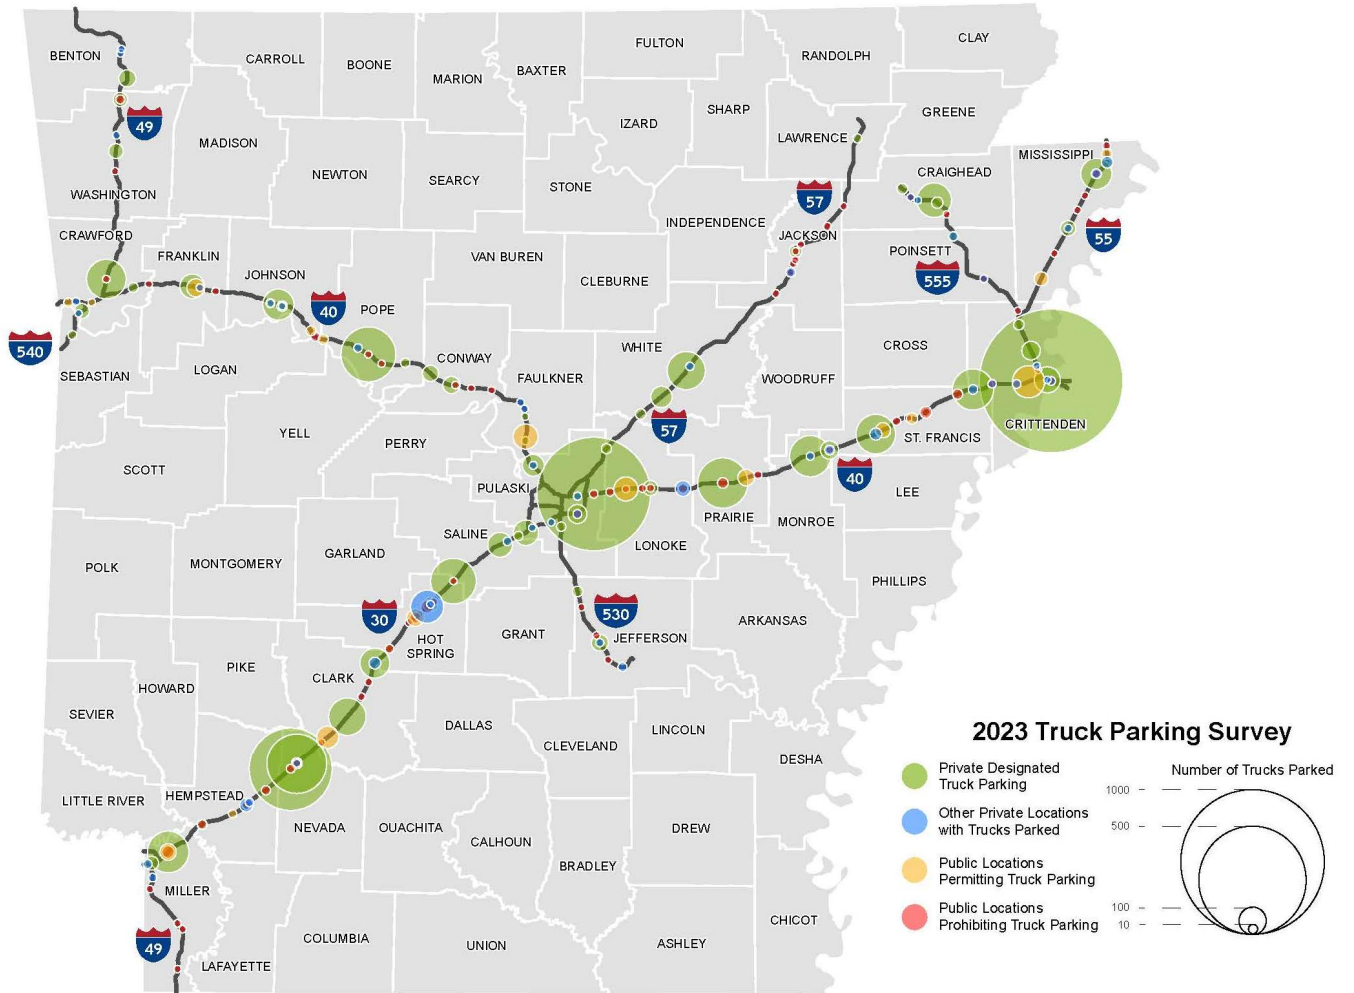 FULTON
RANDOLPH
CLAY
BENTON
CARROLL
BOONE
MARION
BAXTER
SHARP
GREENE
IZARD
LAWRENCE
49
MADISON
MISSISSIPPI
NEWTON
SEARCY
STONE
CRAIGHEAD
WASHINGTON
57
INDEPENDENCE
JACKSON
CRAWFORD
55
FRANKLIN
VAN BUREN
POINSETT
JOHNSON
CLEBURNE
555
40
POPE
540
WHITE
CROSS
CONWAY
LOGAN
SEBASTIAN
FAULKNER
WOODRUFF
57
CRITTENDEN
YELL
PERRY
ST. FRANCIS
SCOTT
40
PULASKI
LEE
PRAIRIE
MONROE
SALINE
LONOKE
GARLAND
MONTGOMERY
POLK
PHILLIPS
30
530
ARKANSAS
GRANT
JEFFERSON
HOT
SPRING
PIKE
CLARK
HOWARD
SEVIER
DALLAS
LINCOLN
CLEVELAND
DESHA
LITTLE RIVER
HEMPSTEAD
NEVADA
OUACHITA
CALHOUN
DREW
BRADLEY
MILLER
CHICOT
49
COLUMBIA
UNION
ASHLEY
LAFAYETTE
2023 Truck Parking Survey
Private Designated
Truck Parking
Other Private Locations
with Trucks Parked
Public Locations
Permitting Truck Parking
Public Locations
Prohibiting Truck Parking
Number of Trucks Parked
1000
500
100
10